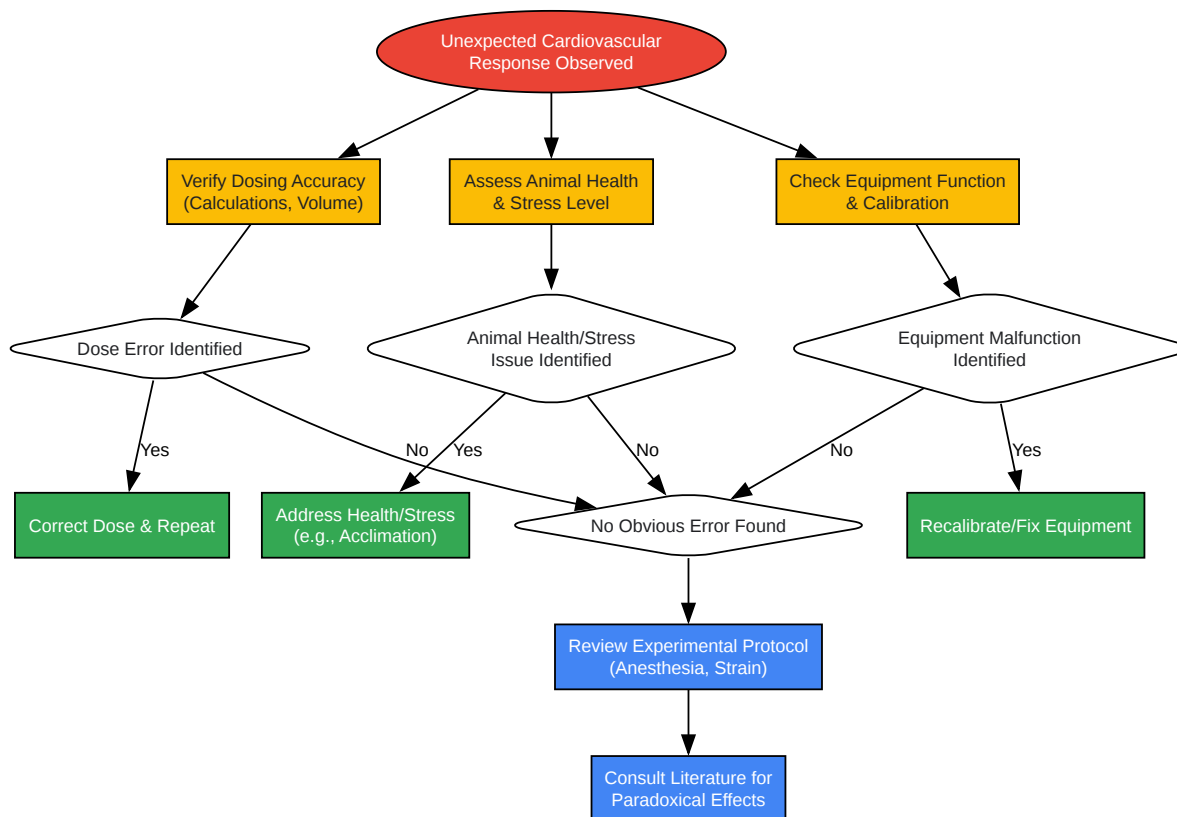 Unexpected Cardiovascular
Response Observed
Verify Dosing Accuracy
(Calculations, Volume)
Assess Animal Health
& Stress Level
Check Equipment Function
& Calibration
Dose Error Identified
Animal Health/Stress
Issue Identified
Equipment Malfunction
Identified
Yes
No
Yes
No
No
Yes
Correct Dose & Repeat
Address Health/Stress
(e.g., Acclimation)
No Obvious Error Found
Recalibrate/Fix Equipment
Review Experimental Protocol
(Anesthesia, Strain)
Consult Literature for
Paradoxical Effects